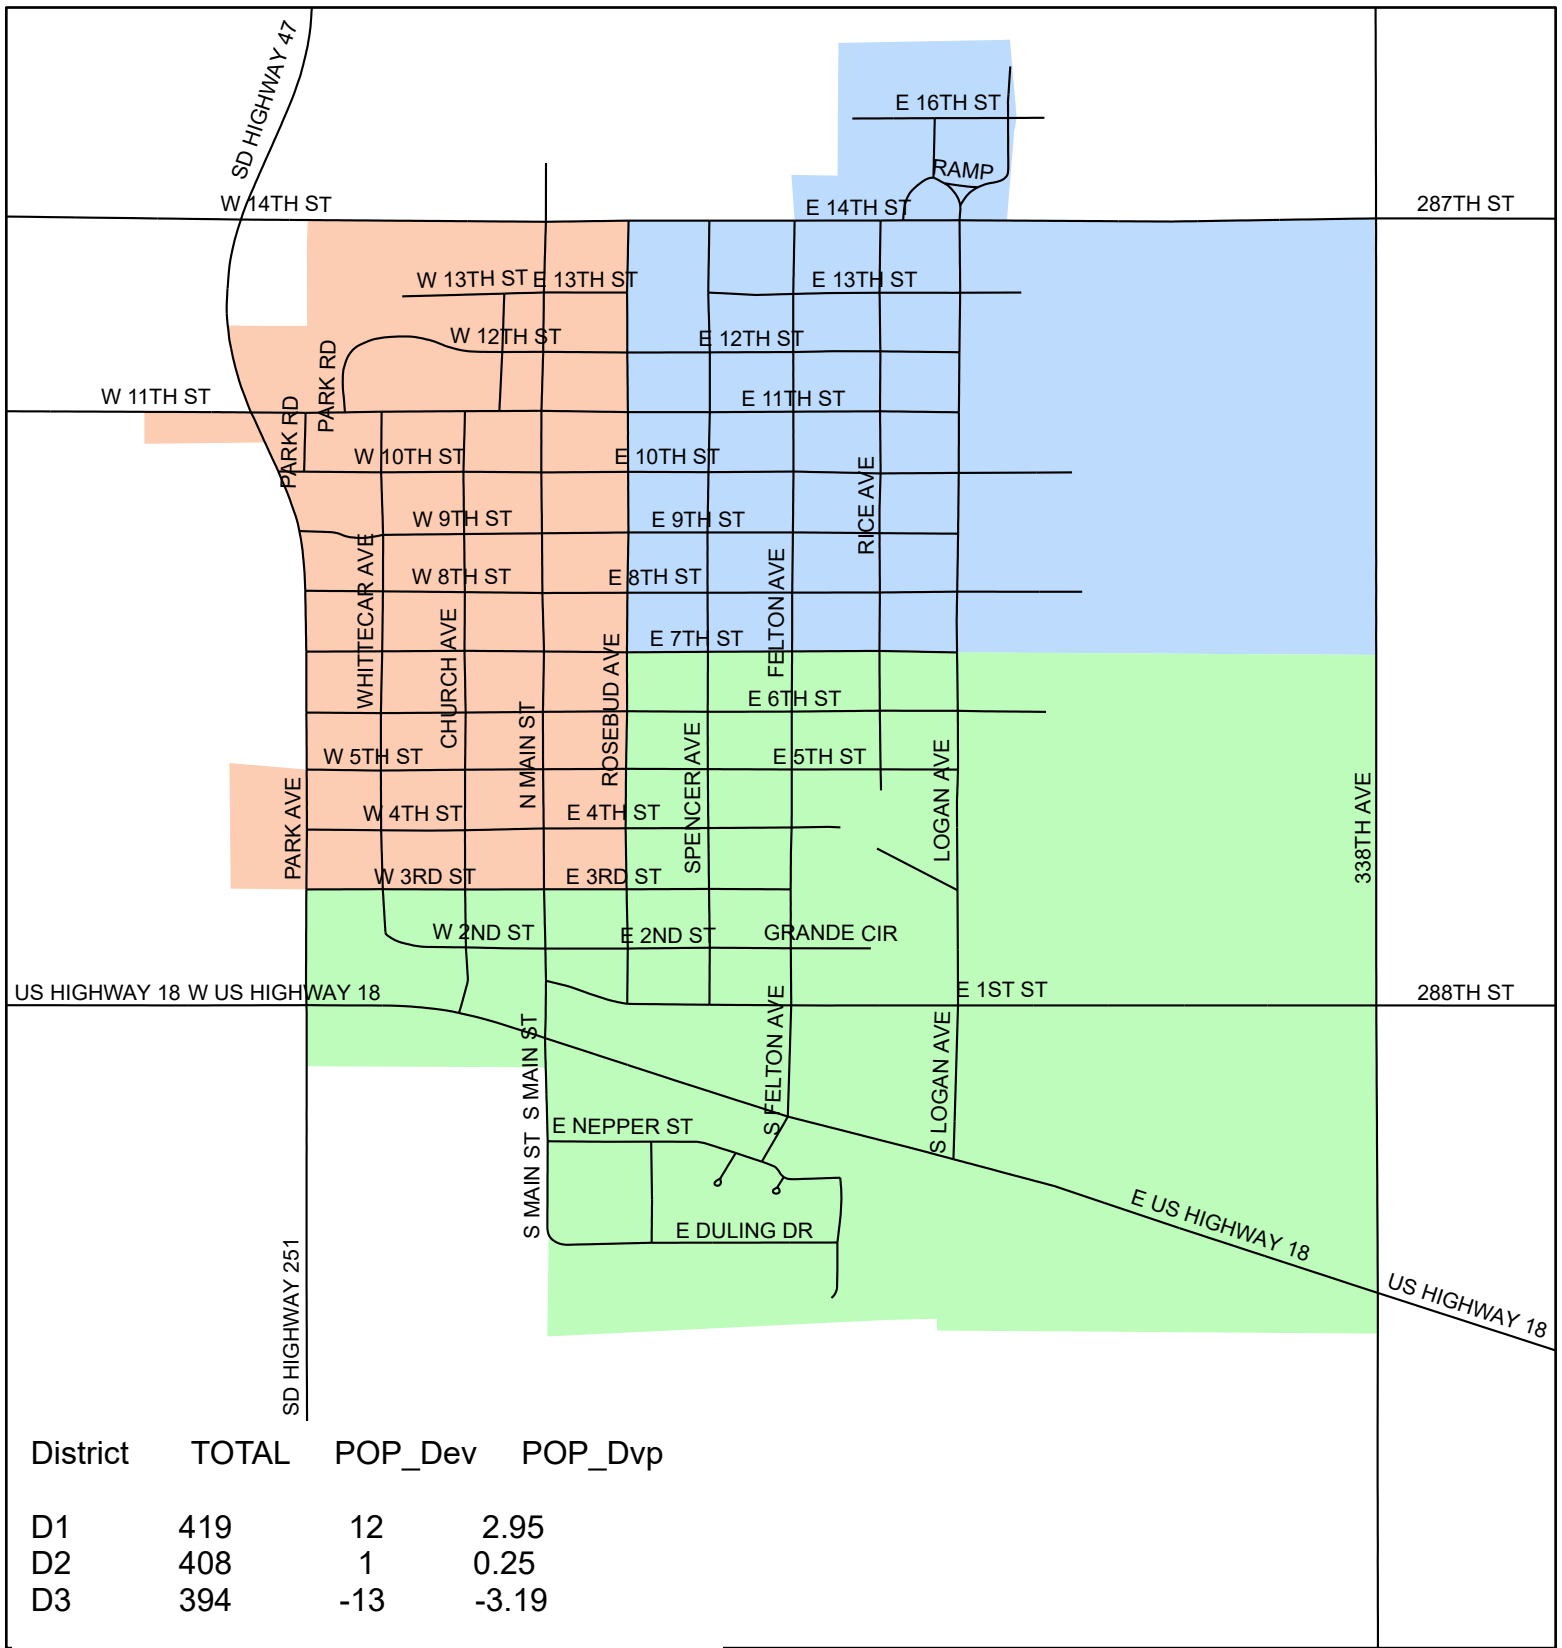 SD HIGHWAY 47
E 16TH ST
RAMP
W 14TH ST
E 14TH ST
287TH ST
W 13TH ST
E 13TH ST
E 13TH ST
W 12TH ST
E 12TH ST
PARK RD
W 11TH ST
E 11TH ST
PARK RD
W 10TH ST
E 10TH ST
RICE AVE
W 9TH ST
E 9TH ST
WHITTECAR AVE
W 8TH ST
E 8TH ST
FELTON AVE
CHURCH AVE
ROSEBUD AVE
E 7TH ST
E 6TH ST
N MAIN ST
SPENCER AVE
W 5TH ST
E 5TH ST
LOGAN AVE
338TH AVE
PARK AVE
W 4TH ST
E 4TH ST
W 3RD ST
E 3RD ST
W 2ND ST
E 2ND ST
GRANDE CIR
US HIGHWAY 18
W US HIGHWAY 18
E 1ST ST
288TH ST
S MAIN ST
S FELTON AVE
S LOGAN AVE
E NEPPER ST
S MAIN ST
E DULING DR
E US HIGHWAY 18
US HIGHWAY 18
SD HIGHWAY 251
District TOTAL POP_Dev POP_Dvp
D1 419 12 2.95
D2 408 1 0.25
D3 394 -13 -3.19